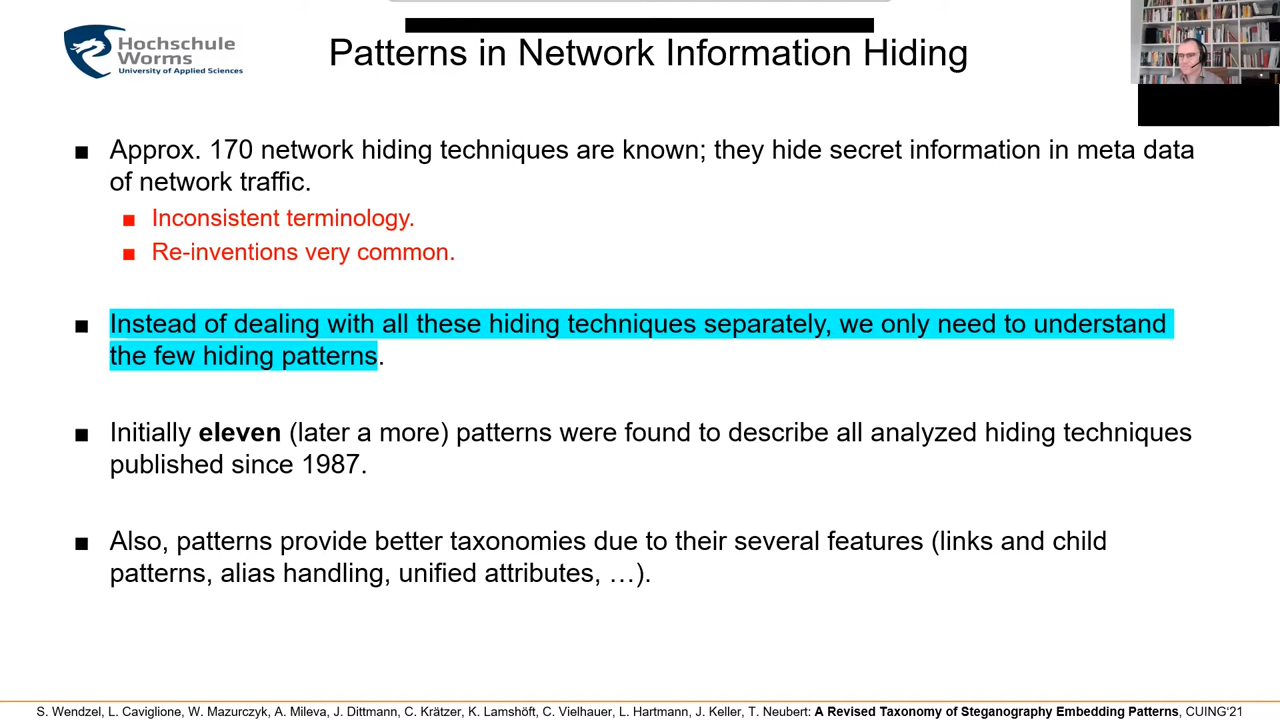 Hochschule
Worms
University of Applied Sciences
Patterns in Network Information Hiding
■ Approx. 170 network hiding techniques are known; they hide secret information in meta data
of network traffic.
■ Inconsistent terminology.
■ Re-inventions very common.
■ Instead of dealing with all these hiding techniques separately, we only need to understand
the few hiding patterns.
■ Initially eleven (later a more) patterns were found to describe all analyzed hiding techniques
published since 1987.
■ Also, patterns provide better taxonomies due to their several features (links and child
patterns, alias handling, unified attributes, …).
S. Wendzel, L. Caviglione, W. Mazurczyk, A. Mileva, J. Dittmann, C. Krätzer, K. Lamshöft, C. Vielhauer, L. Hartmann, J. Keller, T. Neubert: A Revised Taxonomy of Steganography Embedding Patterns, CUING‘21